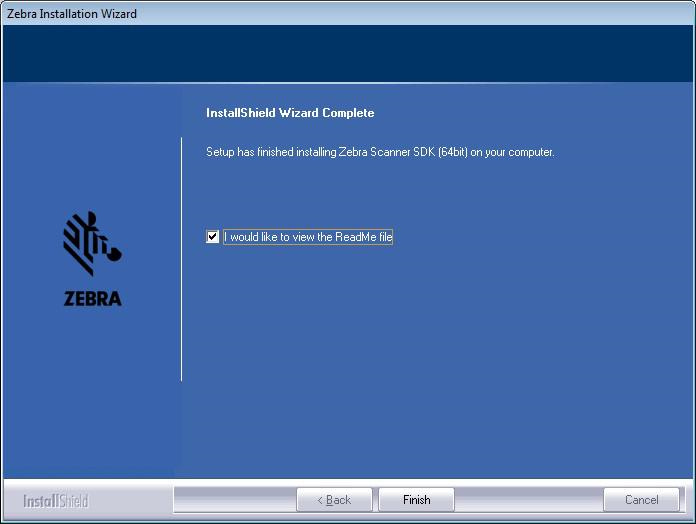 Zebra Installation Wizard
InstallShield Wizard Complete
Setup has finished installing Zebra Scanner SDK (64bit) on your computer.
I would like to view the ReadMe file
ZEBRA
InstallShield
< Back
Finish
Cancel